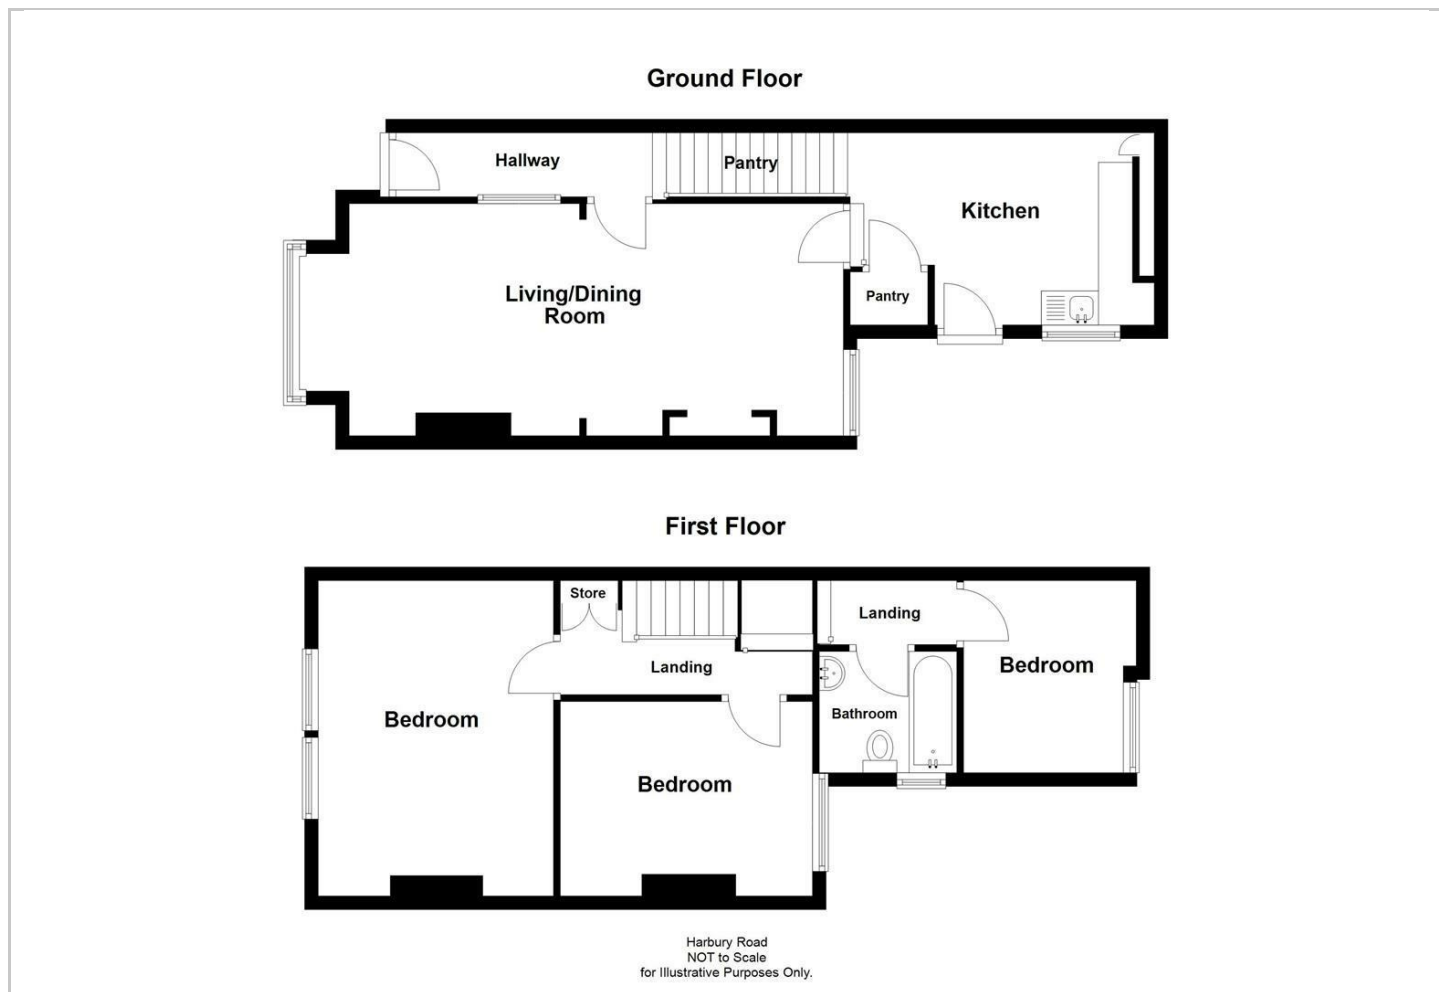 Ground Floor
Hallway
Pantry
Kitchen
Living/Dining
Room
Pantry
First Floor
Store
Landing
Landing
Bedroom
Bedroom
Bathroom
Bedroom
Harbury Road
NOT to Scale
for Illustrative Purposes Only.